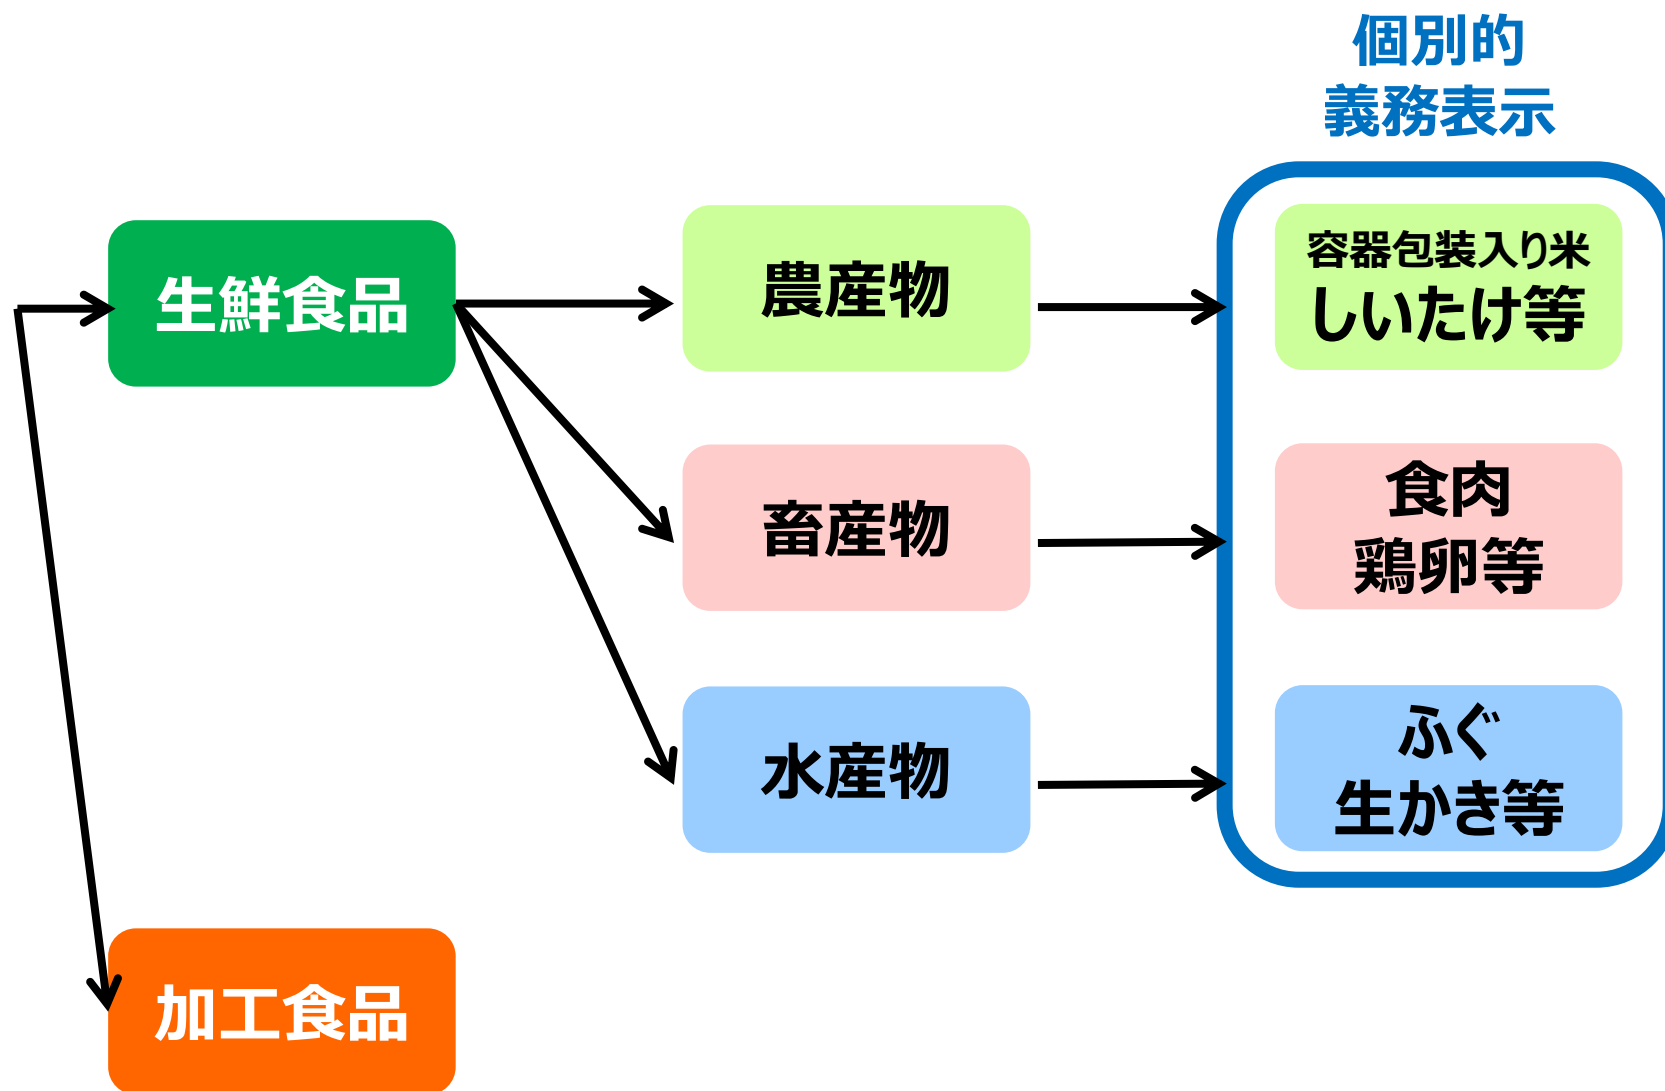 個別的
義務表示
生鮮食品
農産物
容器包装入り米
しいたけ等
畜産物
食肉
鶏卵等
水産物
ふぐ
生かき等
加工食品